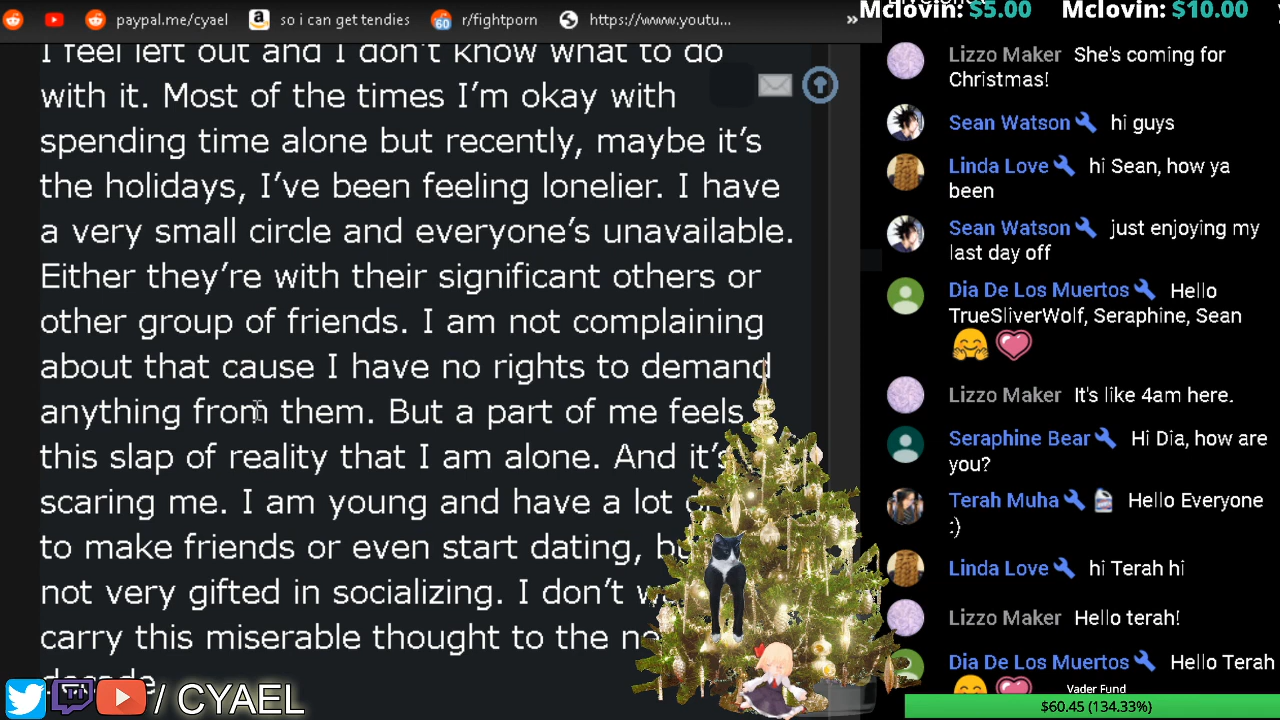 paypal.me/cyael so i can get tendies 60 r/fightporn https://www.youtu... »
Mclovin: $5.00 Mclovin: $10.00
I feel left out and I don't know what to do
with it. Most of the times I'm okay with
spending time alone but recently, maybe it's
the holidays, I've been feeling lonelier. I have
a very small circle and everyone's unavailable.
Either they're with their significant others or
other group of friends. I am not complaining
about that cause I have no rights to demand
anything from them. But a part of me feels
this slap of reality that I am alone. And it's
scaring me. I am young and have a lot
to make friends or even start dating,
not very gifted in socializing. I don't
carry this miserable thought to the
decade
/ CYAEL
Lizzo Maker She's coming for
Christmas!
Sean Watson hi guys
Linda Love hi Sean, how ya
been
Sean Watson just enjoying my
last day off
Dia De Los Muertos Hello
TrueSliverWolf, Seraphine, Sean
🤗💗
Lizzo Maker It's like 4am here.
Seraphine Bear Hi Dia, how are
you?
Terah Muha Hello Everyone
:)
Linda Love hi Terah hi
Lizzo Maker Hello terah!
Dia De Los Muertos Hello Terah
🤗💗
Vader Fund
$60.45 (134.33%)